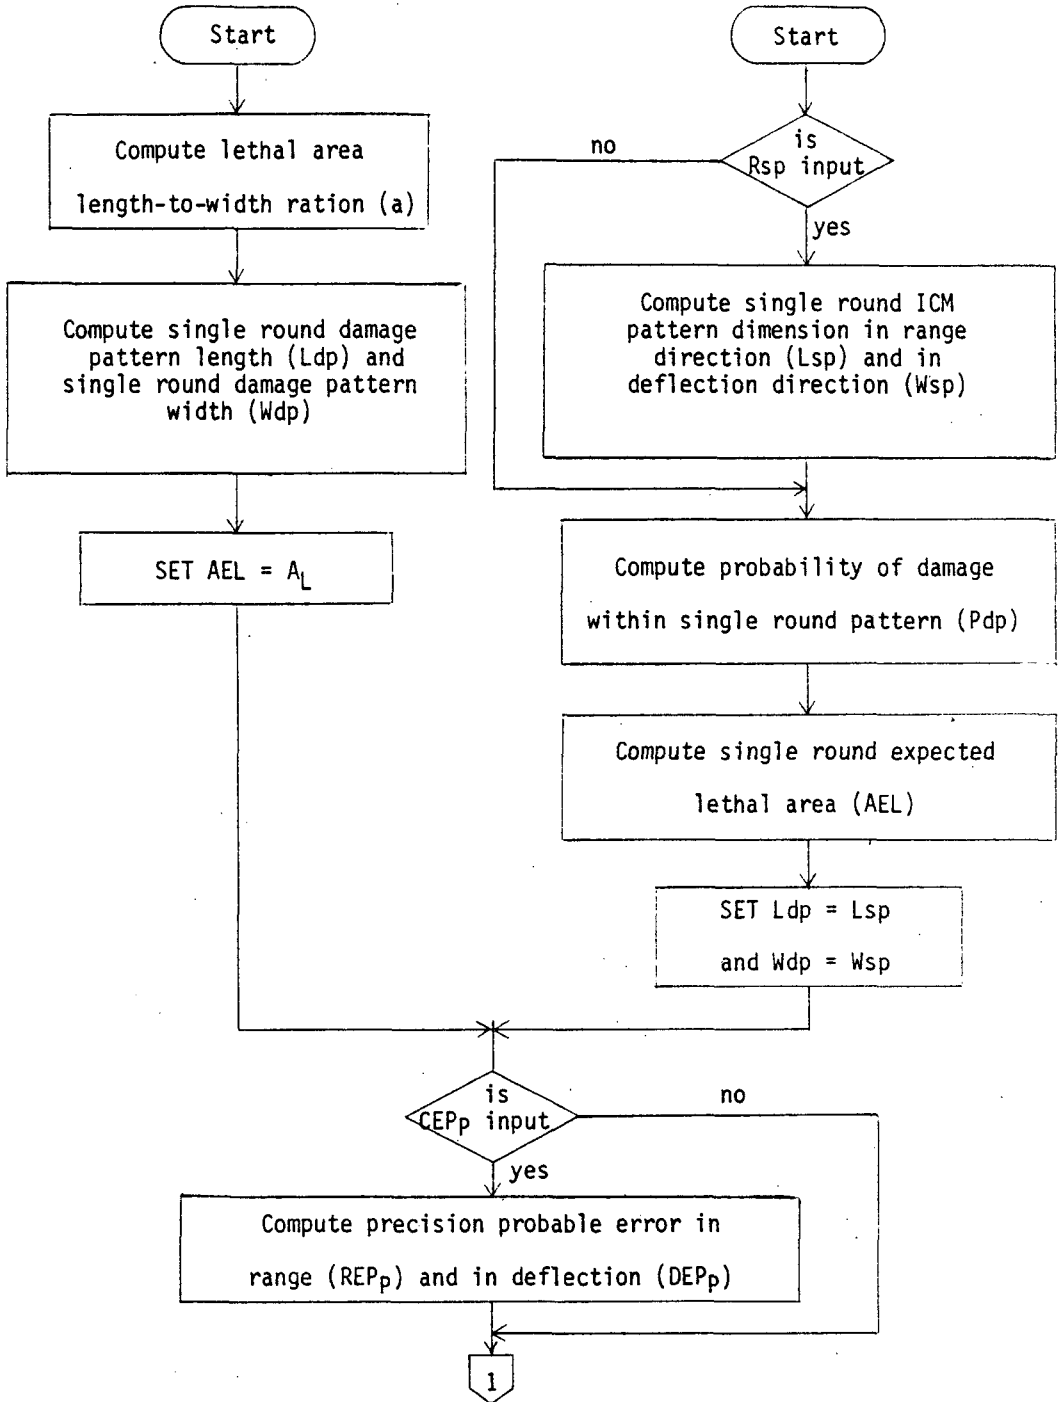 Start
Compute lethal area
length-to-width ration (a)
Compute single round damage
pattern length (Ldp) and
single round damage pattern
width (Wdp)
SET AEL = AL
Start
is
Rsp input
no
yes
Compute single round ICM
pattern dimension in range
direction (Lsp) and in
deflection direction (Wsp)
Compute probability of damage
within single round pattern (Pdp)
Compute single round expected
lethal area (AEL)
SET Ldp = Lsp
and Wdp = Wsp
is
CEPp input
no
yes
Compute precision probable error in
range (REPp) and in deflection (DEPp)
1